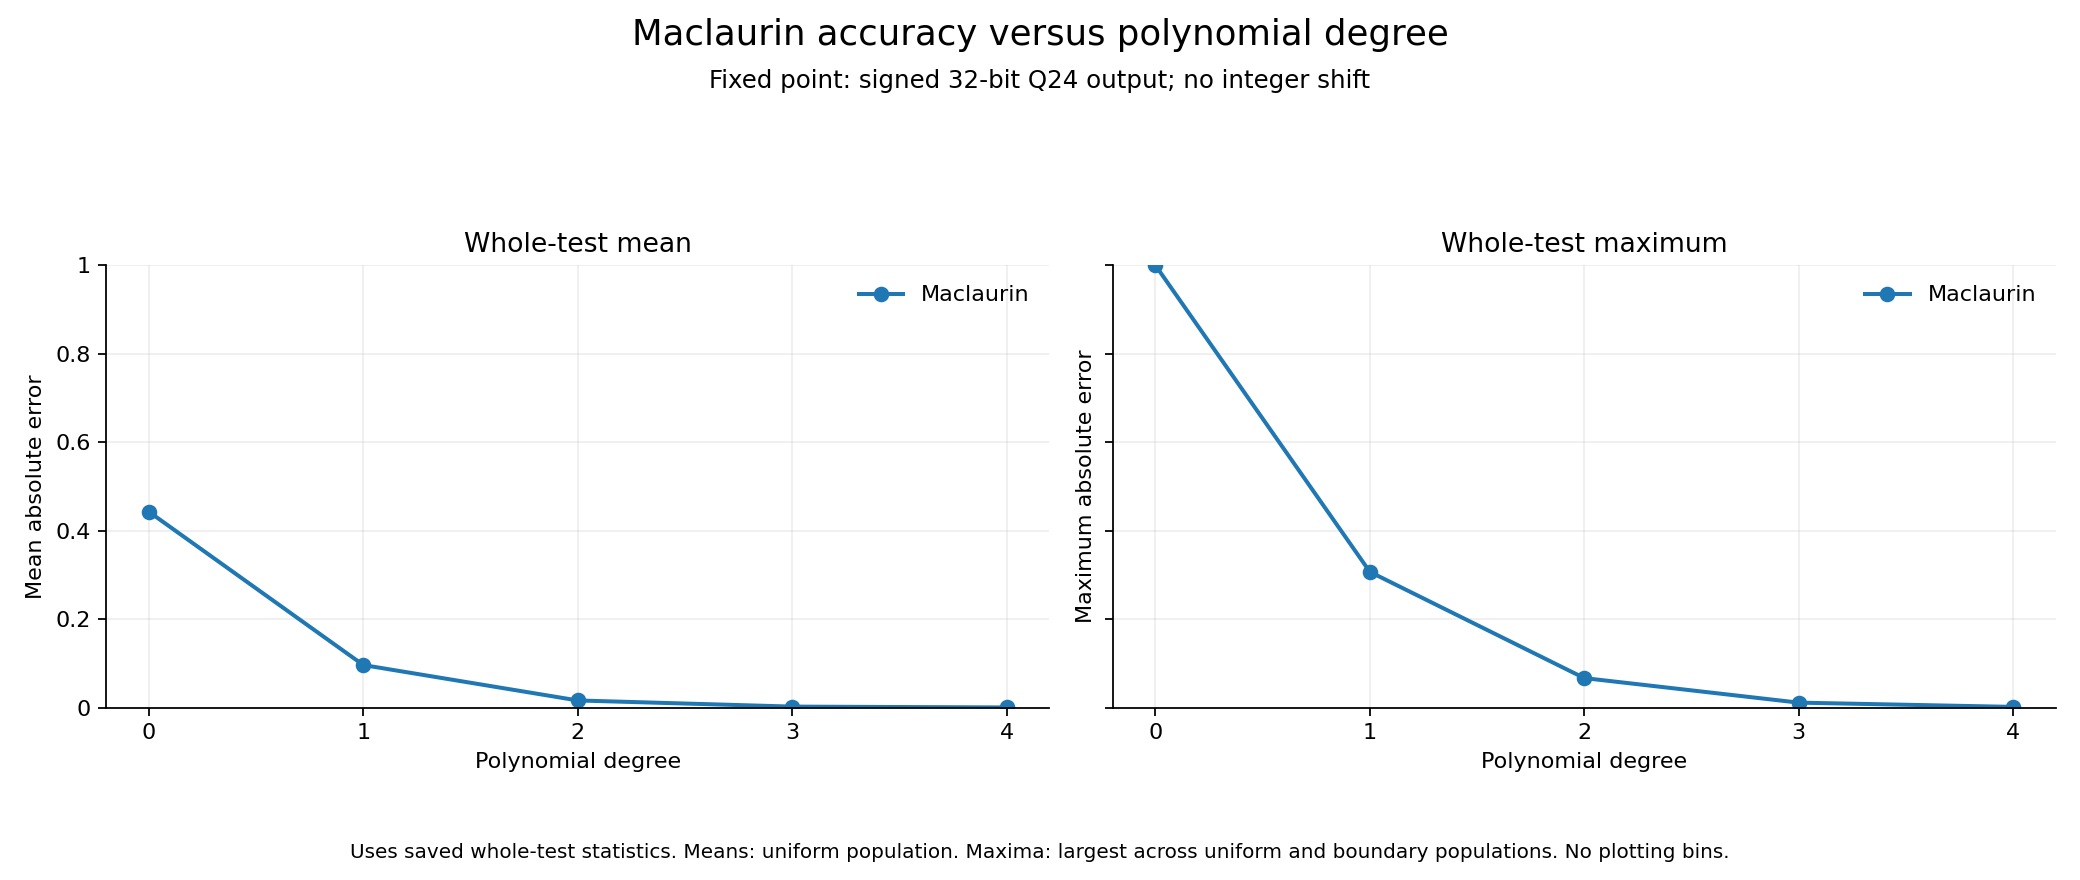 Maclaurin accuracy versus polynomial degree
Fixed point: signed 32-bit Q24 output; no integer shift
Whole-test mean
1
0.8
0.6
0.4
0.2
0
Mean absolute error
Maclaurin
0 1 2 3 4
Polynomial degree
Whole-test maximum
Maximum absolute error
Maclaurin
0 1 2 3 4
Polynomial degree
Uses saved whole-test statistics. Means: uniform population. Maxima: largest across uniform and boundary populations. No plotting bins.